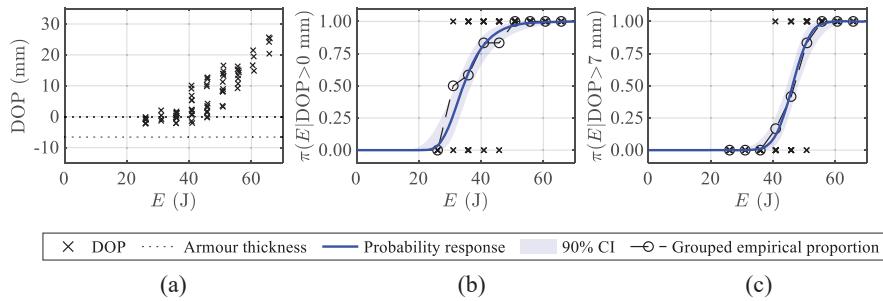 DOP (mm)
30
20
10
0
-10
0 20 40 60
E (J)
π(E|DOP>0 mm)
1.00
0.75
0.50
0.25
0.00
0 20 40 60
E (J)
π(E|DOP>7 mm)
1.00
0.75
0.50
0.25
0.00
0 20 40 60
E (J)
DOP Armour thickness Probability response 90% CI Grouped empirical proportion
(a) (b) (c)